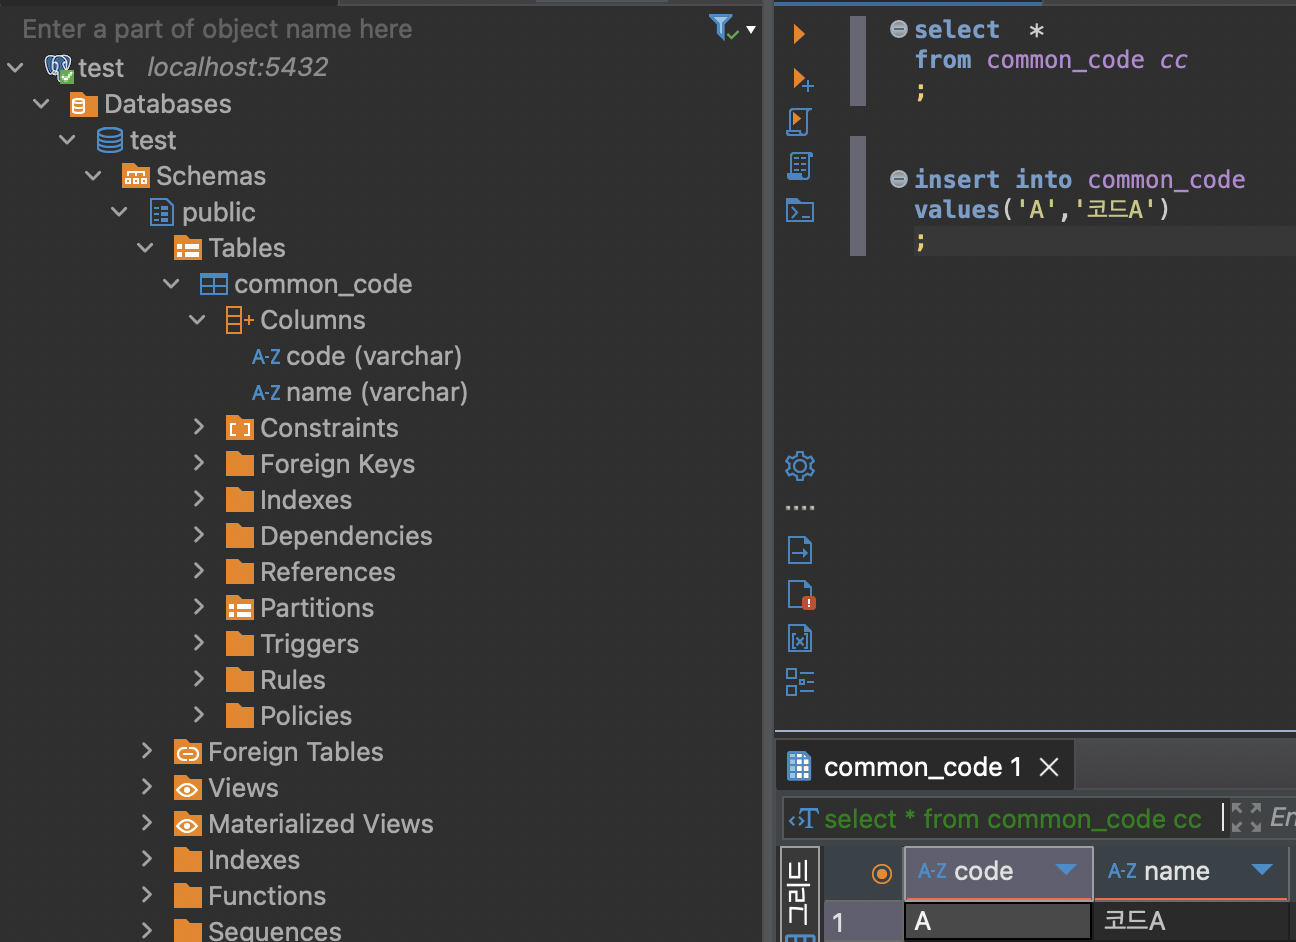 Enter a part of object name here
test localhost:5432
Databases
test
Schemas
public
Tables
common_code
Columns
A-Z code (varchar)
A-Z name (varchar)
Constraints
Foreign Keys
Indexes
Dependencies
References
Partitions
Triggers
Rules
Policies
Foreign Tables
Views
Materialized Views
Indexes
Functions
Sequences
select *
from common_code cc
;
insert into common_code
values('A','코드A')
;
common_code 1
select * from common_code cc
그리드
A-Z code
A-Z name
1 A 코드A